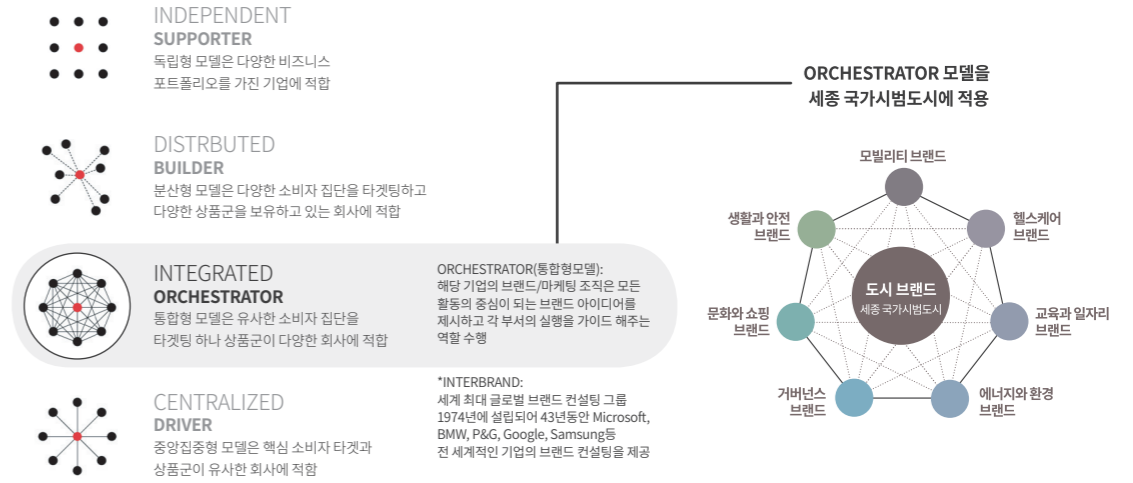 INDEPENDENT
SUPPORTER
독립형 모델은 다양한 비즈니스
포트폴리오를 가진 기업에 적합
DISTRBUTED
BUILDER
분산형 모델은 다양한 소비자 집단을 타겟팅하고
다양한 상품군을 보유하고 있는 회사에 적합
INTEGRATED
ORCHESTRATOR
통합형 모델은 유사한 소비자 집단을
타겟팅 하나 상품군이 다양한 회사에 적합
CENTRALIZED
DRIVER
중앙집중형 모델은 핵심 소비자 타겟과
상품군이 유사한 회사에 적함
ORCHESTRATOR(통합형모델):
해당 기업의 브랜드/마케팅 조직은 모든
활동의 중심이 되는 브랜드 아이디어를
제시하고 각 부서의 실행을 가이드 해주는
역할 수행
*INTERBRAND:
세계 최대 글로벌 브랜드 컨설팅 그룹
1974년에 설립되어 43년동안 Microsoft,
BMW, P&G, Google, Samsung등
전 세계적인 기업의 브랜드 컨설팅을 제공
ORCHESTRATOR 모델을
세종 국가시범도시에 적용
모빌리티 브랜드
생활과 안전
브랜드
헬스케어
브랜드
도시 브랜드
세종 국가시범도시
문화와 쇼핑
브랜드
교육과 일자리
브랜드
거버넌스
브랜드
에너지와 환경
브랜드